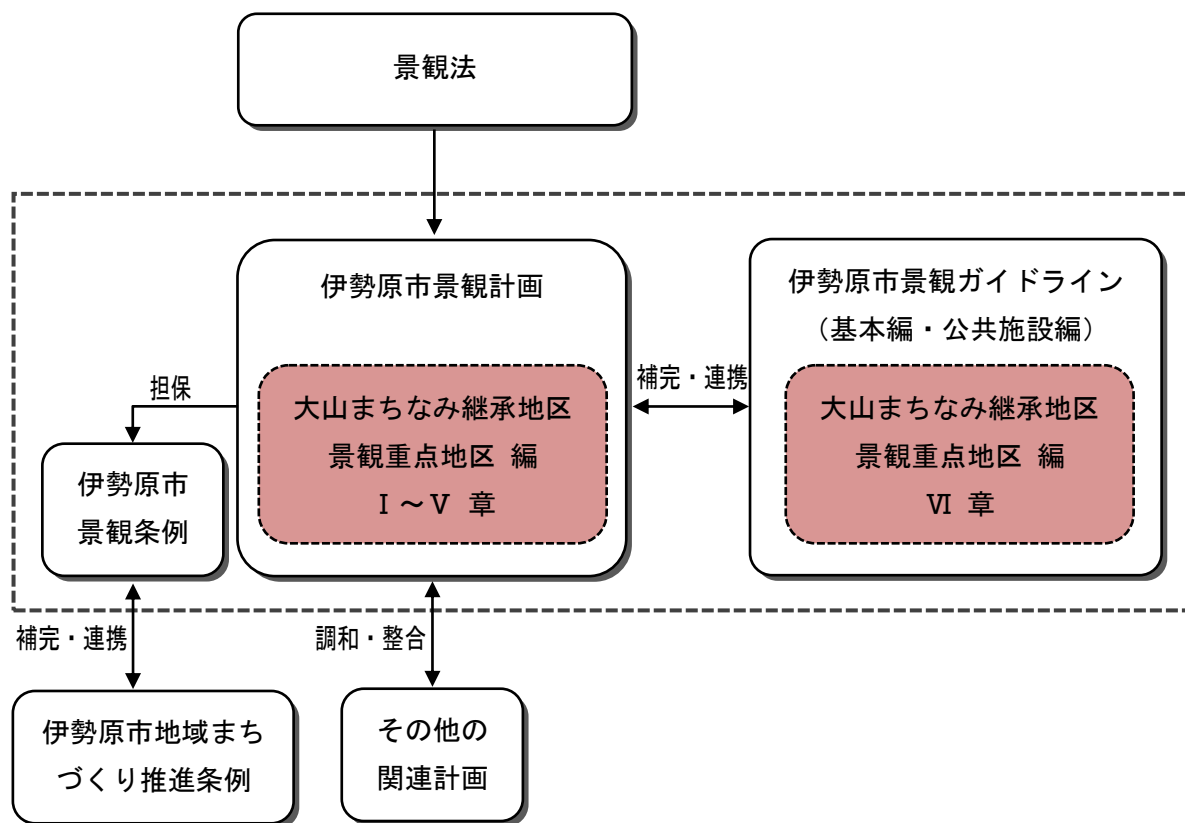 景観法
伊勢原市景観計画
大山まちなみ継承地区
景観重点地区 編
Ⅰ～Ⅴ 章
補完・連携
伊勢原市景観ガイドライン
（基本編・公共施設編）
大山まちなみ継承地区
景観重点地区 編
Ⅵ 章
担保
伊勢原市
景観条例
補完・連携
調和・整合
伊勢原市地域まち
づくり推進条例
その他の
関連計画